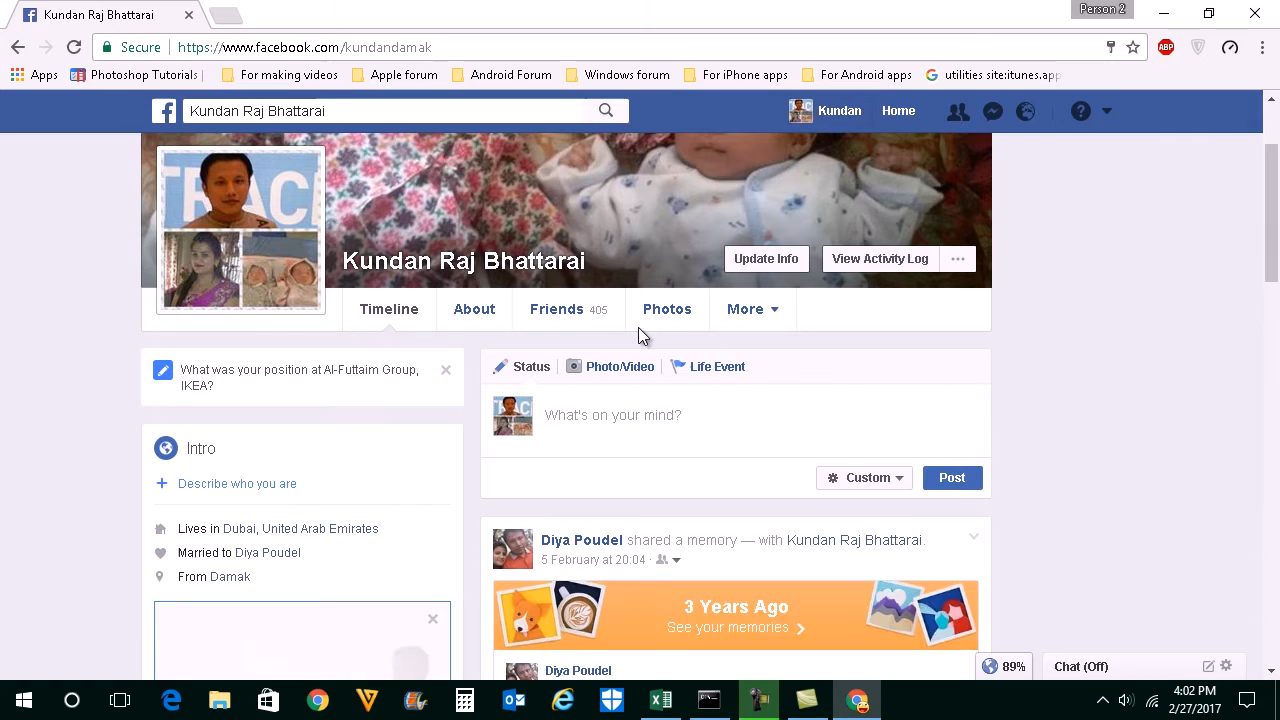 Kundan Raj Bhattarai
Person 2
Secure
https://www.facebook.com/kundandamak
ABP
Apps
Photoshop Tutorials
For making videos
Apple forum
Android Forum
Windows forum
For iPhone apps
For Android apps
utilities site:itunes.app
Kundan Raj Bhattarai
Kundan
Home
TRAC
Kundan Raj Bhattarai
Update Info
View Activity Log
Timeline
About
Friends 405
Photos
More
What was your position at Al-Futtaim Group,
IKEA?
Status
Photo/Video
Life Event
What's on your mind?
Custom
Post
Intro
Describe who you are
Lives in Dubai, United Arab Emirates
Married to Diya Poudel
From Damak
Diya Poudel shared a memory — with Kundan Raj Bhattarai.
5 February at 20:04
3 Years Ago
See your memories
Diya Poudel
89%
Chat (Off)
4:02 PM
2/27/2017